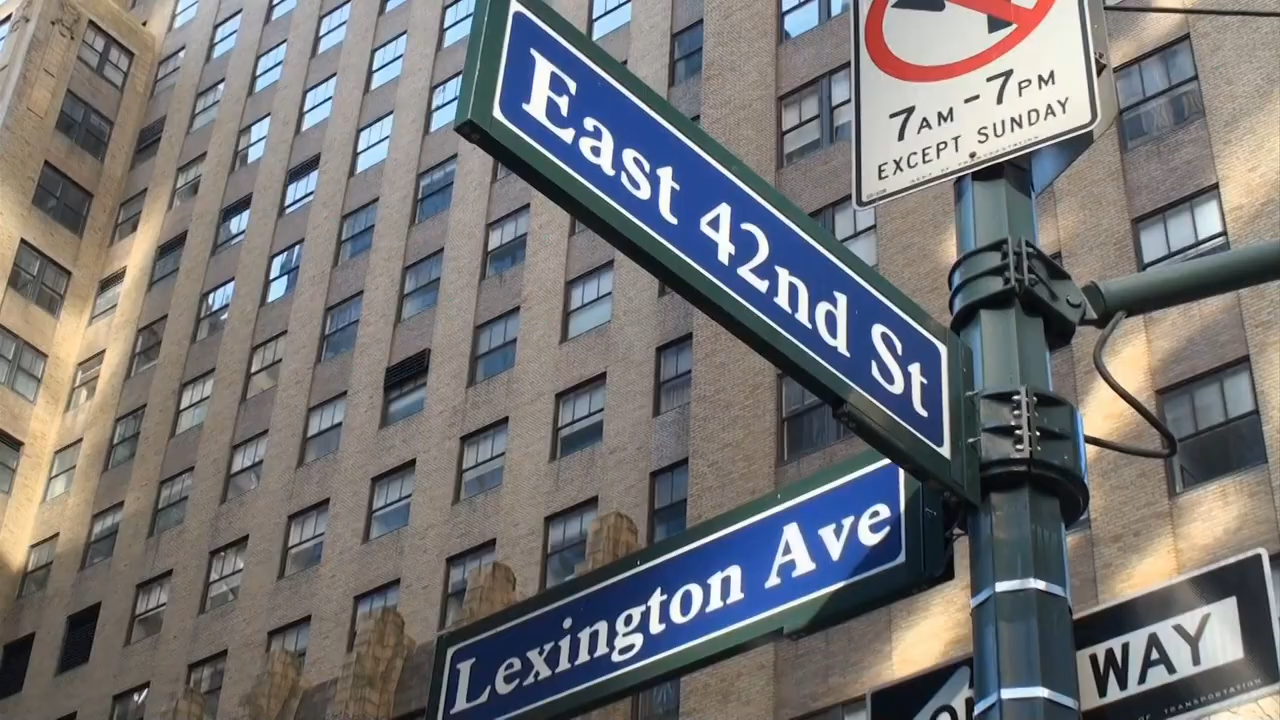 East 42nd St
7AM - 7PM
EXCEPT SUNDAY
Lexington Ave
WAY